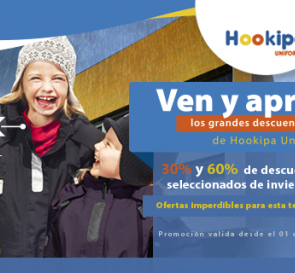 Hookipa
UNIFOR
Ven y apr
los grandes descuen
de Hookipa Un
30% y 60% de descue
seleccionados de invie
Ofertas imperdibles para esta te
Promoción valida desde el 01 d